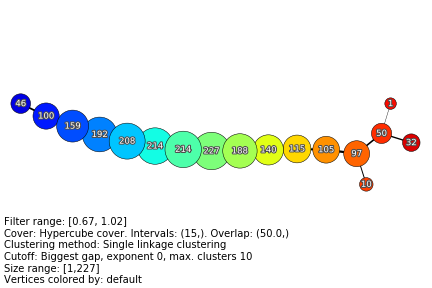 46
100
159
192
208
214
214
227
188
140
115
105
97
50
1
32
10
Filter range: [0.67, 1.02]
Cover: Hypercube cover. Intervals: (15,). Overlap: (50.0,)
Clustering method: Single linkage clustering
Cutoff: Biggest gap, exponent 0, max. clusters 10
Size range: [1,227]
Vertices colored by: default